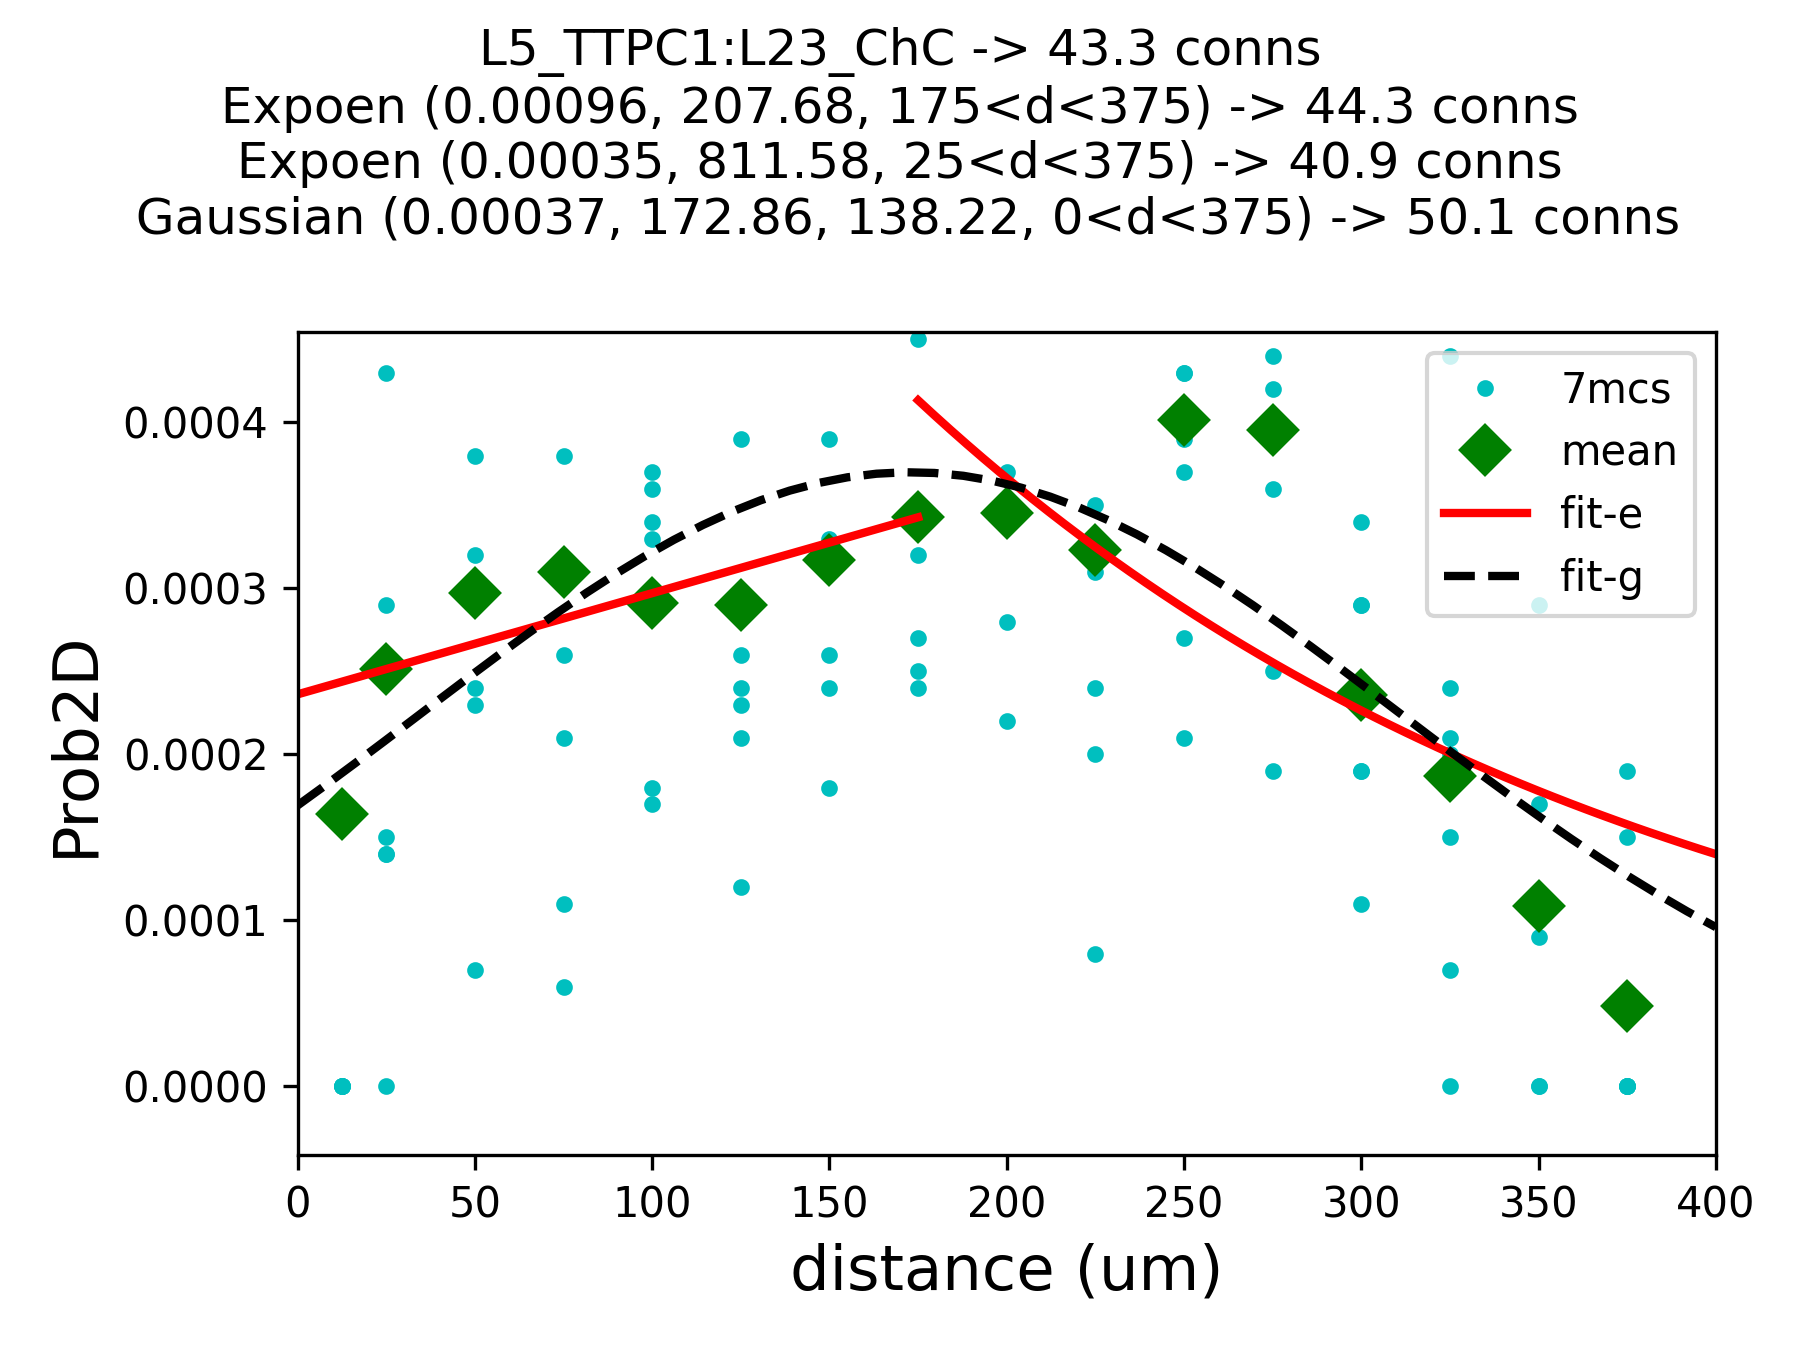 L5_TTPC1:L23_ChC -> 43.3 conns
Expoen (0.00096, 207.68, 175<d<375) -> 44.3 conns
Expoen (0.00035, 811.58, 25<d<375) -> 40.9 conns
Gaussian (0.00037, 172.86, 138.22, 0<d<375) -> 50.1 conns
7mcs
mean
fit-e
fit-g
Prob2D
0.0004
0.0003
0.0002
0.0001
0.0000
0 50 100 150 200 250 300 350 400
distance (um)